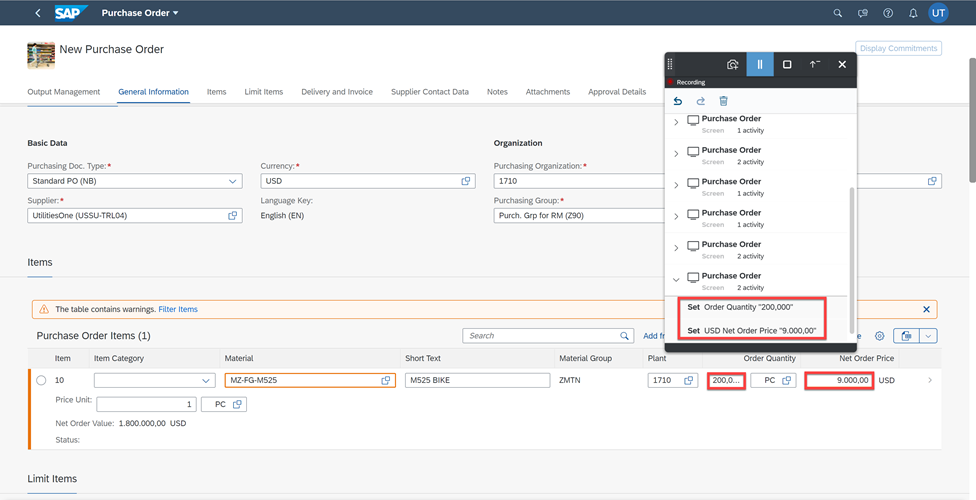 SAP Purchase Order UT
New Purchase Order
Display Commitments
Output Management General Information Items Limit Items Delivery and Invoice Supplier Contact Data Notes Attachments Approval Details
Basic Data
Purchasing Doc. Type:*
Standard PO (NB)
Supplier:*
UtilitiesOne (USSU-TRL04)
Currency:*
USD
Language Key:
English (EN)
Organization
Purchasing Organization:*
1710
Purchasing Group:*
Purch. Grp for RM (Z90)
Recording
Purchase Order
Screen 1 activity
Purchase Order
Screen 2 activity
Purchase Order
Screen 1 activity
Purchase Order
Screen 1 activity
Purchase Order
Screen 2 activity
Purchase Order
Screen 2 activity
Set Order Quantity "200,000"
Set USD Net Order Price "9.000,00"
Items
The table contains warnings. Filter Items
Purchase Order Items (1)
Search
Add fr
e
Item Item Category Material Short Text Material Group Plant Order Quantity Net Order Price
10 MZ-FG-M525 M525 BIKE ZMTN 1710 200,0... PC 9.000,00 USD
Price Unit: 1 PC
Net Order Value: 1.800.000,00 USD
Status:
Limit Items